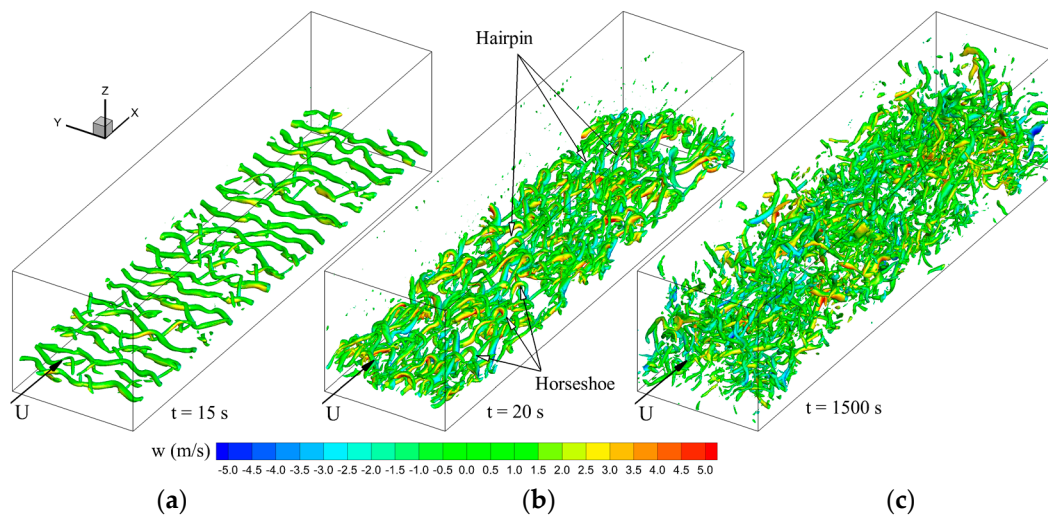 Hairpin
Z
Y
X
Horseshoe
U
t = 15 s
U
t = 20 s
U
t = 1500 s
w (m/s)
-5.0 -4.5 -4.0 -3.5 -3.0 -2.5 -2.0 -1.5 -1.0 -0.5 0.0 0.5 1.0 1.5 2.0 2.5 3.0 3.5 4.0 4.5 5.0
(a)
(b)
(c)